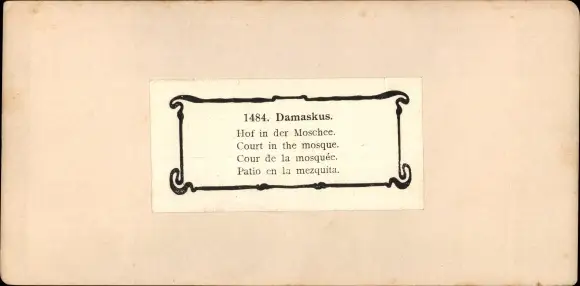 1484. Damaskus.
Hof in der Moschee.
Court in the mosque.
Cour de la mosquée.
Patio en la mezquita.